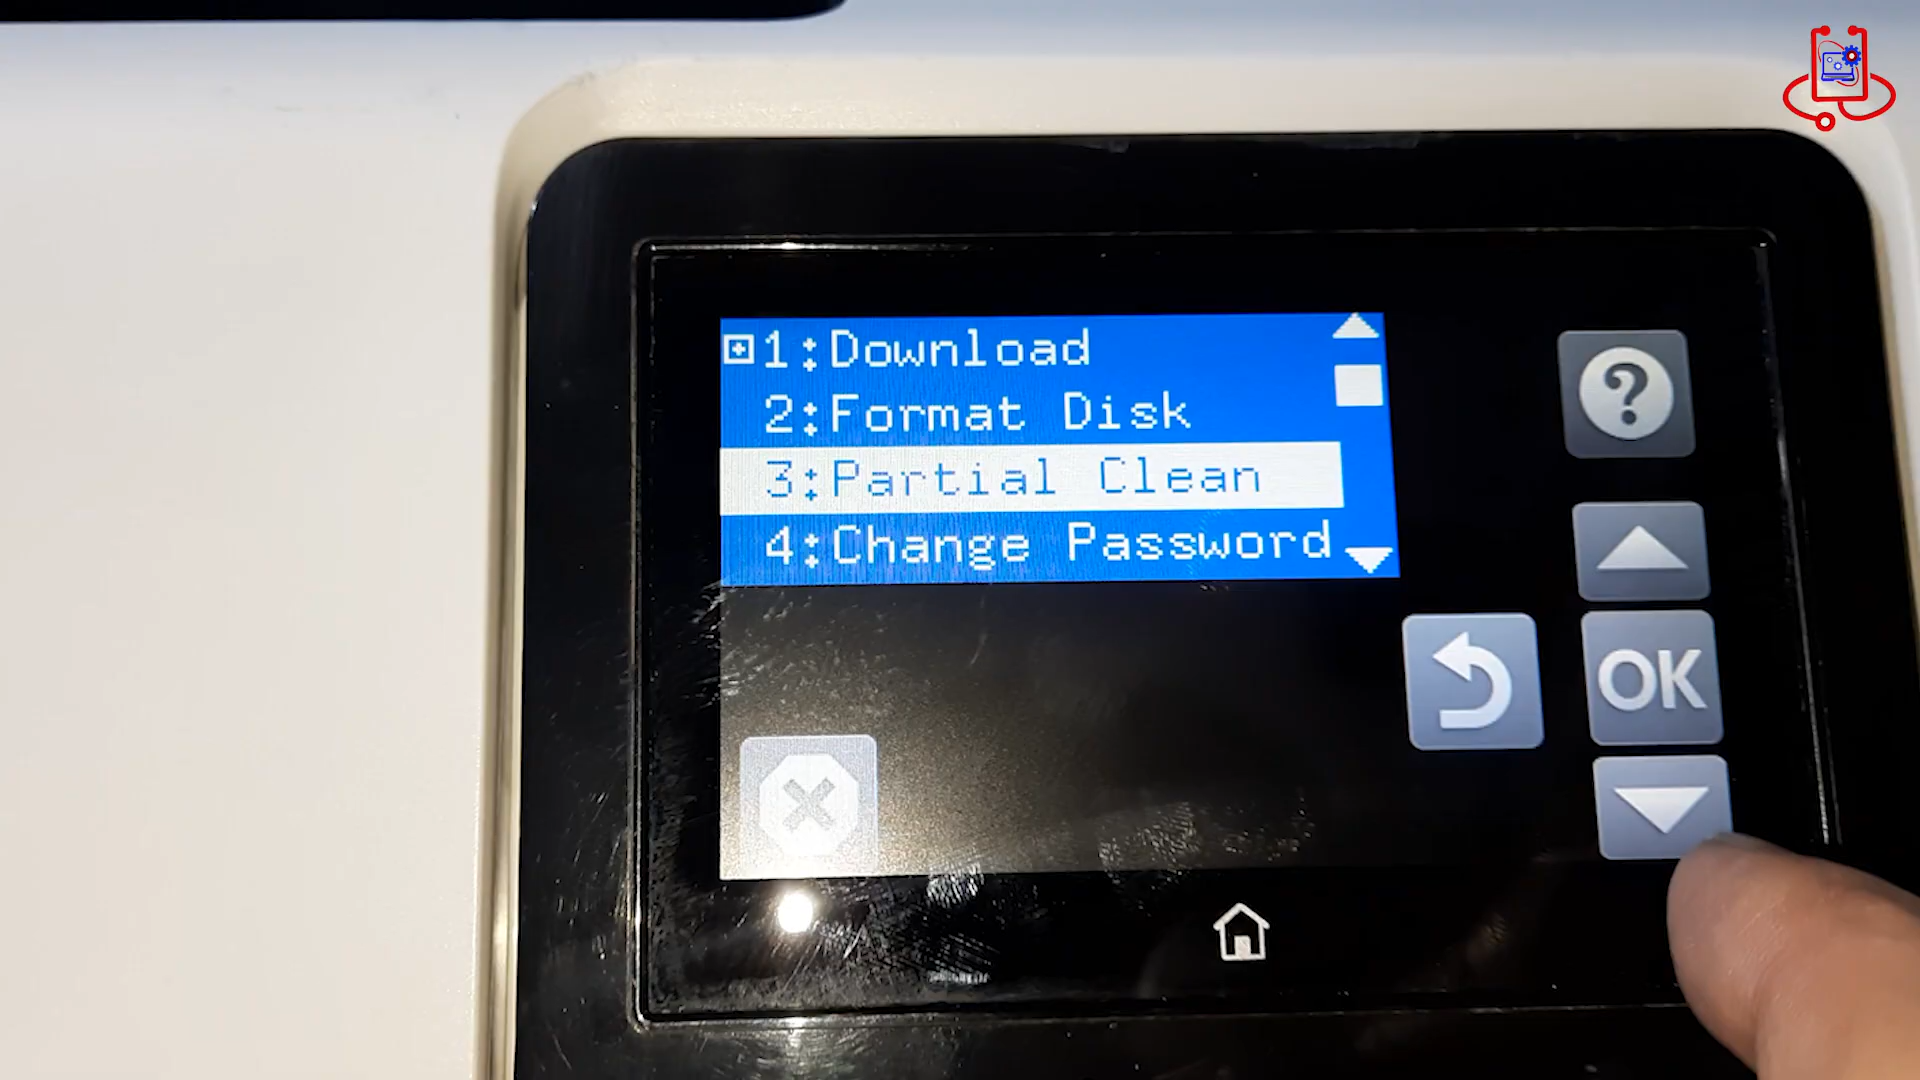 1:Download
2:Format Disk
3:Partial Clean
4:Change Password
?
OK